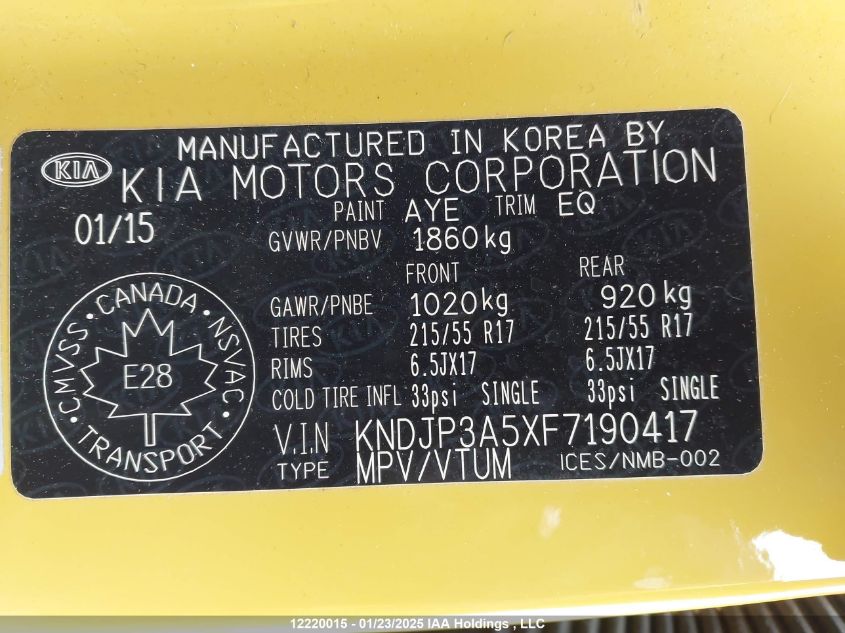 MANUFACTURED IN KOREA BY
KIA KIA MOTORS CORPORATION
01/15 PAINT AYE TRIM EQ
GVWR/PNBV 1860kg
FRONT REAR
GAWR/PNBE 1020kg 920kg
TIRES 215/55 R17 215/55 R17
RIMS 6.5JX17 6.5JX17
COLD TIRE INFL 33psi SINGLE 33psi SINGLE
V.I.N KNDJP3A5XF7190417
TYPE MPV/VTUM ICES/NMB-002
CANADA · NSVAC · TRANSPORT · CMVSS ·
E28
12220015 - 01/23/2025 IAA Holdings , LLC